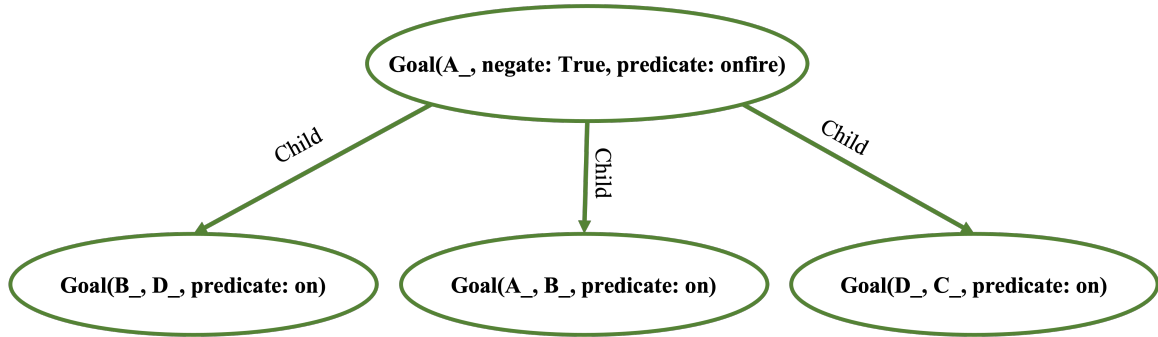 Goal(A_, negate: True, predicate: onfire)
Child
Child
Child
Goal(B_, D_, predicate: on)
Goal(A_, B_, predicate: on)
Goal(D_, C_, predicate: on)